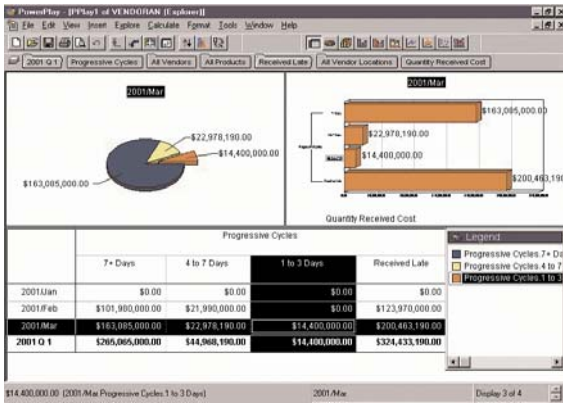 PowerPlay - [PPlay1 of VENDORAN (Explorer)]
File Edit View Insert Explore Calculate Format Tools Window Help
2001 Q 1 Progressive Cycles All Vendors All Products Received Late All Vendor Locations Quantity Received Cost
2001/Mar
$22,978,190.00
$14,400,000.00
$163,085,000.00
2001/Mar
$163,085,000.00
$22,978,190.00
$14,400,000.00
$200,463,190
Quantity Received Cost
Progressive Cycles
7+ Days 4 to 7 Days 1 to 3 Days Received Late
2001/Jan $0.00 $0.00 $0.00 $0.00
2001/Feb $101,980,000.00 $21,990,000.00 $0.00 $123,970,000.00
2001/Mar $163,085,000.00 $22,978,190.00 $14,400,000.00 $200,463,190.00
2001 Q 1 $265,065,000.00 $44,968,190.00 $14,400,000.00 $324,433,190.00
Legend
Progressive Cycles.7+ Da
Progressive Cycles.4 to 7
Progressive Cycles.1 to 3
$14,400,000.00 (2001/Mar.Progressive Cycles.1 to 3 Days) 2001/Mar Display 3 of 4